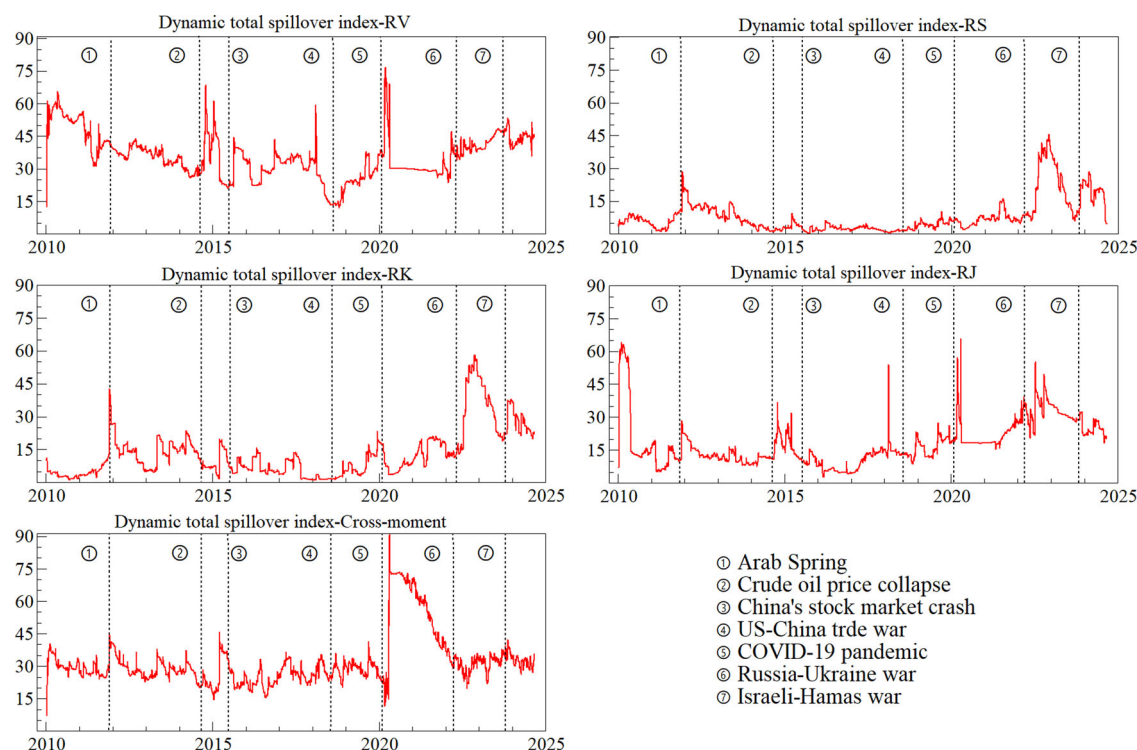 Dynamic total spillover index-RV
90
75
60
45
30
15
① ② ③ ④ ⑤ ⑥ ⑦
2010 2015 2020 2025
Dynamic total spillover index-RS
90
75
60
45
30
15
① ② ③ ④ ⑤ ⑥ ⑦
2010 2015 2020 2025
Dynamic total spillover index-RK
90
75
60
45
30
15
① ② ③ ④ ⑤ ⑥ ⑦
2010 2015 2020 2025
Dynamic total spillover index-RJ
90
75
60
45
30
15
① ② ③ ④ ⑤ ⑥ ⑦
2010 2015 2020 2025
Dynamic total spillover index-Cross-moment
90
75
60
45
30
15
① ② ③ ④ ⑤ ⑥ ⑦
2010 2015 2020 2025
① Arab Spring
② Crude oil price collapse
③ China's stock market crash
④ US-China trde war
⑤ COVID-19 pandemic
⑥ Russia-Ukraine war
⑦ Israeli-Hamas war